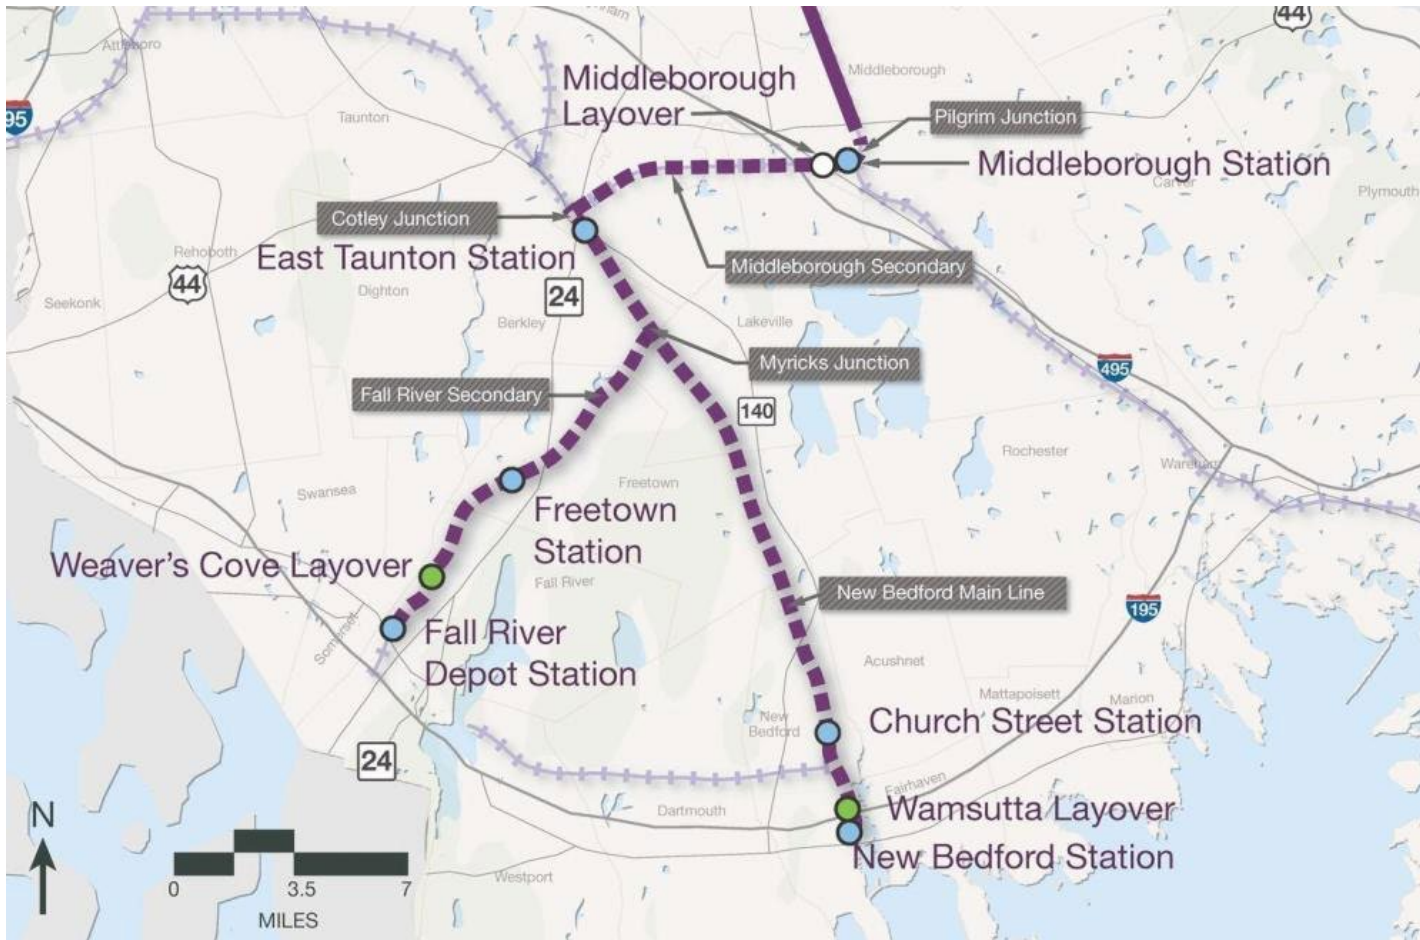 44
Attleboro
Middleborough
Layover
Middleborough
95
Taunton
Pilgrim Junction
Middleborough Station
Carver
Plymouth
Cotley Junction
Rehoboth
East Taunton Station
Middleborough Secondary
44
Dighton
24
Seekonk
Berkley
Lakeville
Myricks Junction
495
Fall River Secondary
140
Rochester
Wareham
Swansea
Freetown
Freetown
Station
Weaver's Cove Layover
Fall River
New Bedford Main Line
195
Somerset
Fall River
Depot Station
Acushnet
Mattapoisett
Marion
New
Bedford
Church Street Station
24
Fairhaven
Dartmouth
Wamsutta Layover
New Bedford Station
Westport
N
0 3.5 7
MILES